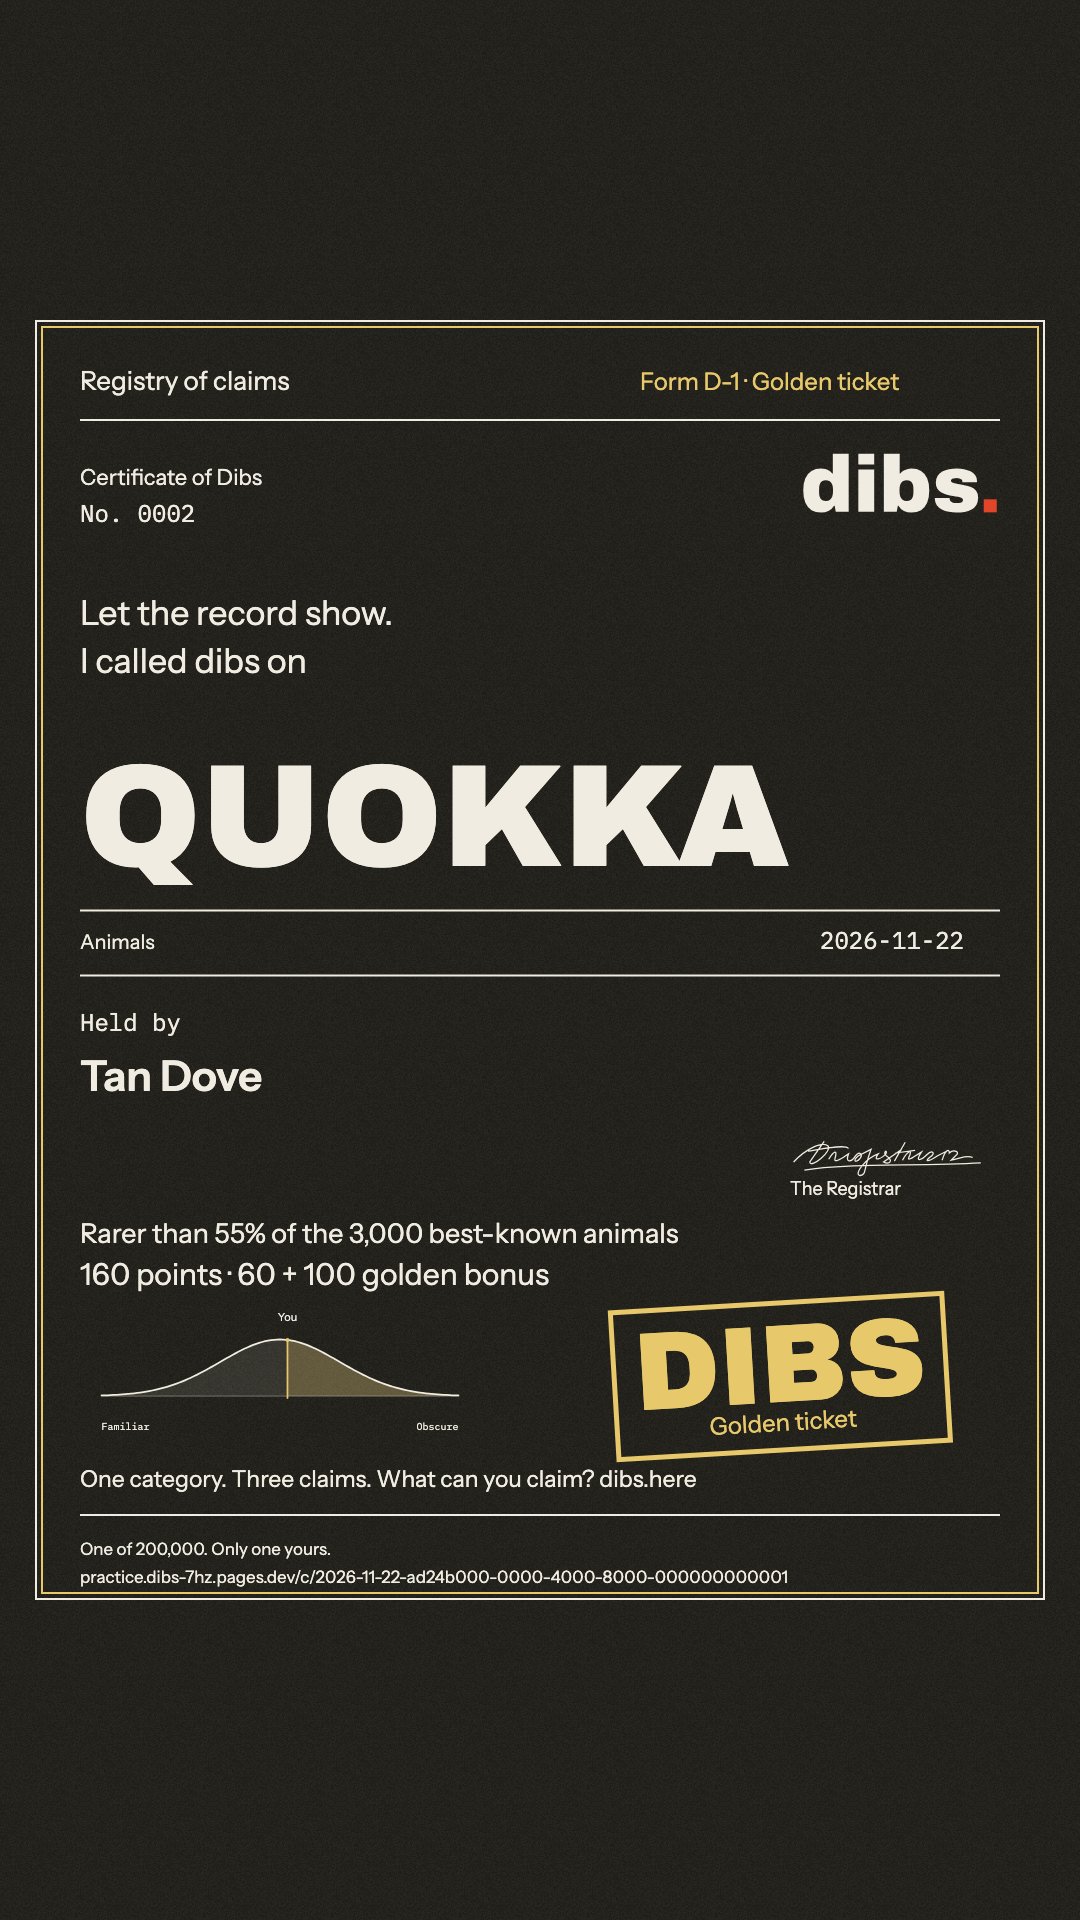 Registry of claims
Form D-1 · Golden ticket
Certificate of Dibs
No. 0002
dibs.
Let the record show.
I called dibs on
QUOKKA
Animals
2026-11-22
Held by
Tan Dove
The Registrar
Rarer than 55% of the 3,000 best-known animals
160 points · 60 + 100 golden bonus
You
Familiar
Obscure
DIBS
Golden ticket
One category. Three claims. What can you claim? dibs.here
One of 200,000. Only one yours.
practice.dibs-7hz.pages.dev/c/2026-11-22-ad24b000-0000-4000-8000-000000000001